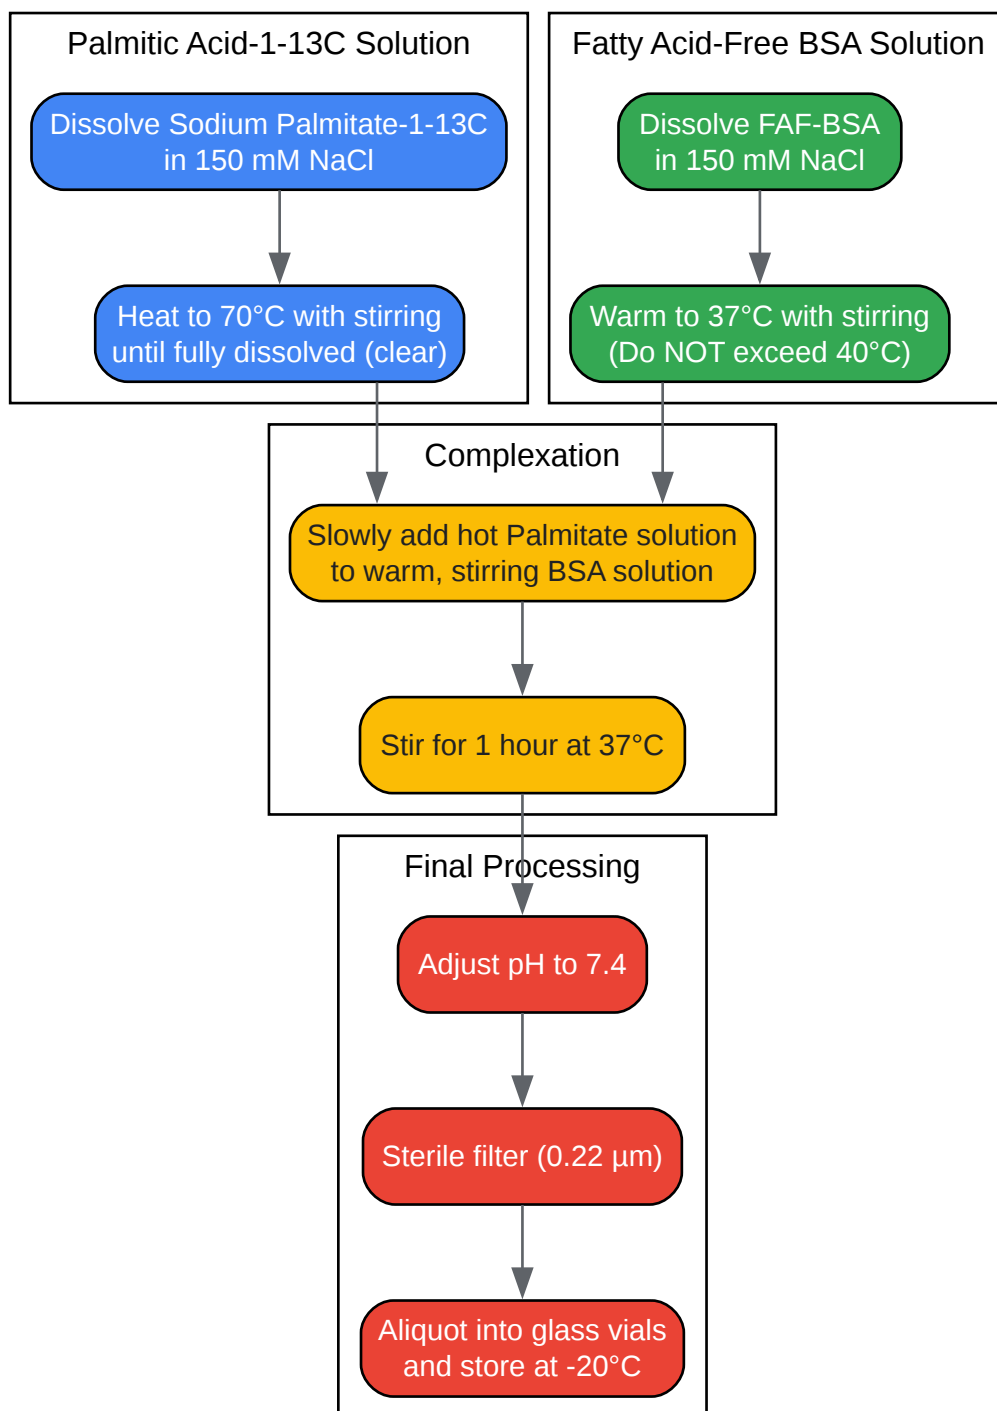 Palmitic Acid-1-13C Solution
Dissolve Sodium Palmitate-1-13C
in 150 mM NaCl
Heat to 70°C with stirring
until fully dissolved (clear)
Fatty Acid-Free BSA Solution
Dissolve FAF-BSA
in 150 mM NaCl
Warm to 37°C with stirring
(Do NOT exceed 40°C)
Complexation
Slowly add hot Palmitate solution
to warm, stirring BSA solution
Stir for 1 hour at 37°C
Final Processing
Adjust pH to 7.4
Sterile filter (0.22 µm)
Aliquot into glass vials
and store at -20°C